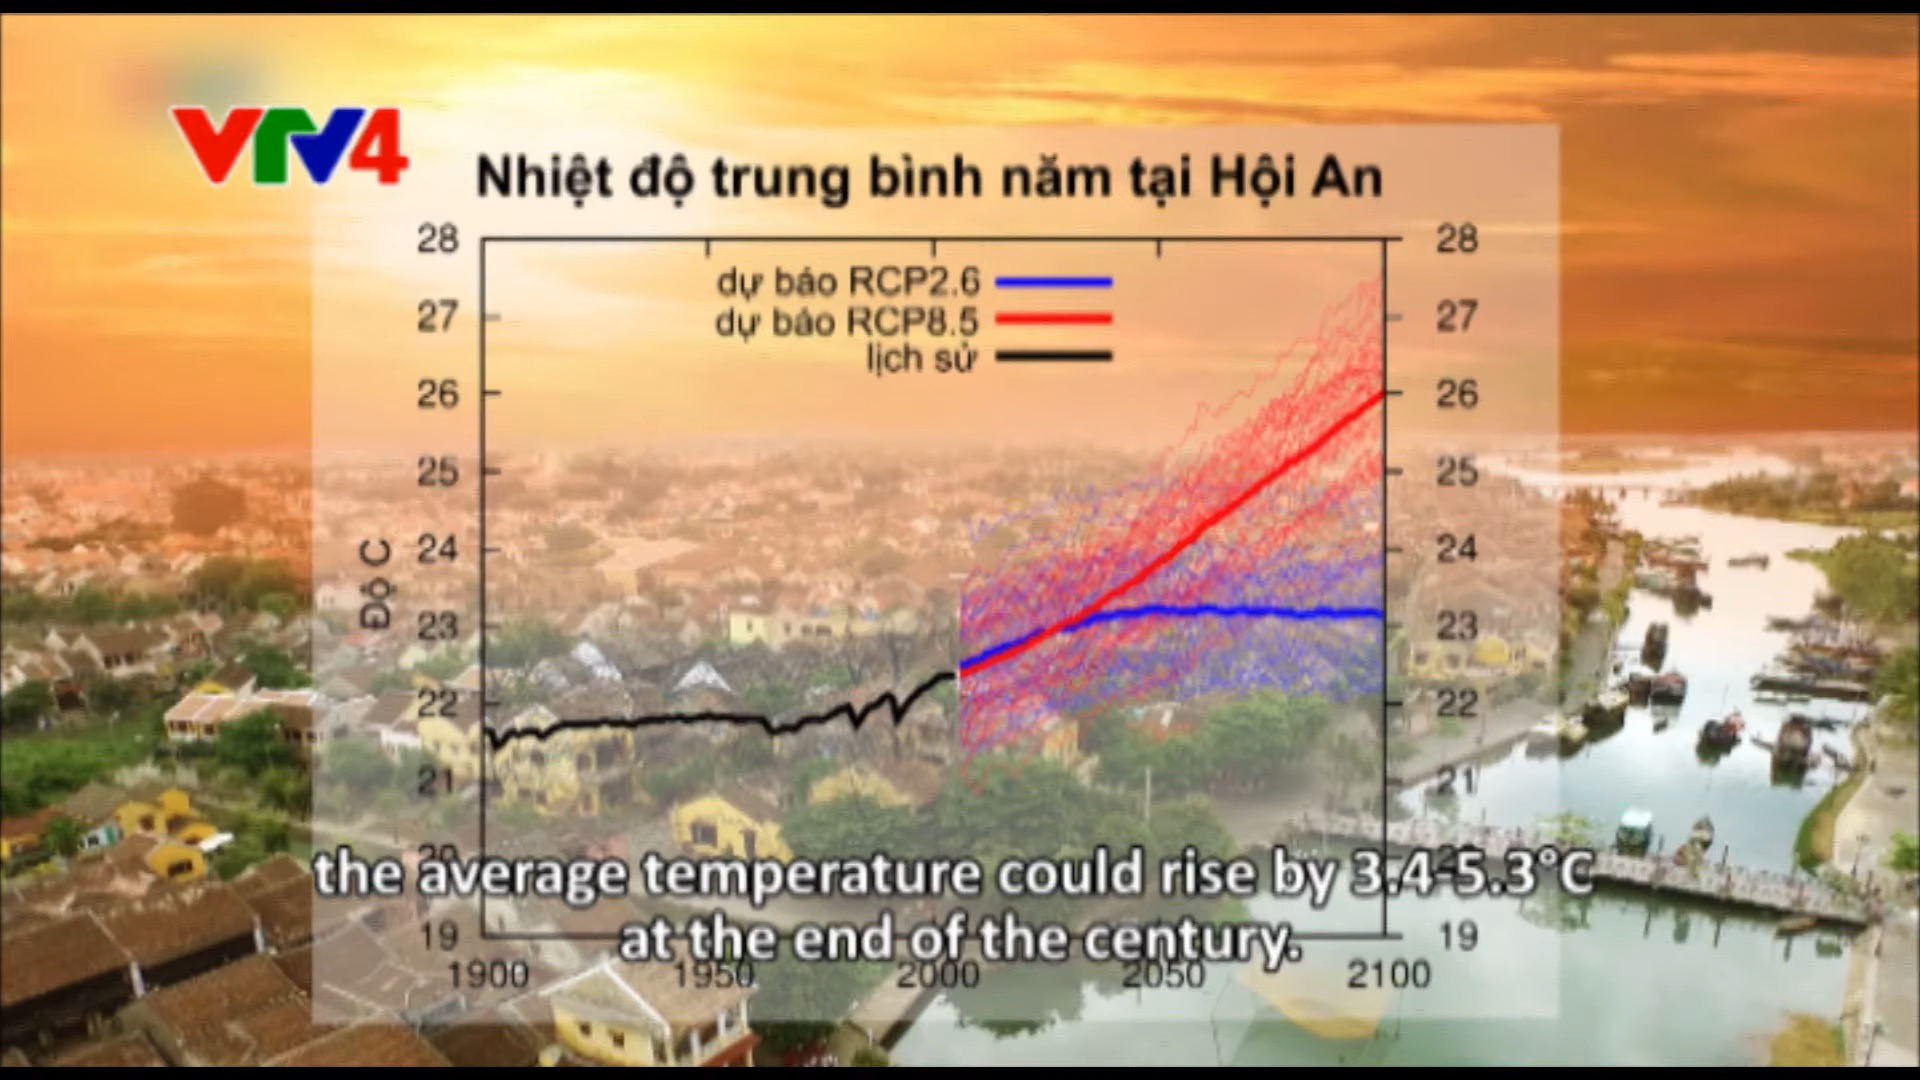 VTV4
Nhiệt độ trung bình năm tại Hội An
dự báo RCP2.6
dự báo RCP8.5
lịch sử
Độ C
28
27
26
25
24
23
22
21
20
19
28
27
26
25
24
23
22
21
20
19
1900 1950 2000 2050 2100
the average temperature could rise by 3.4-5.3°C
at the end of the century.